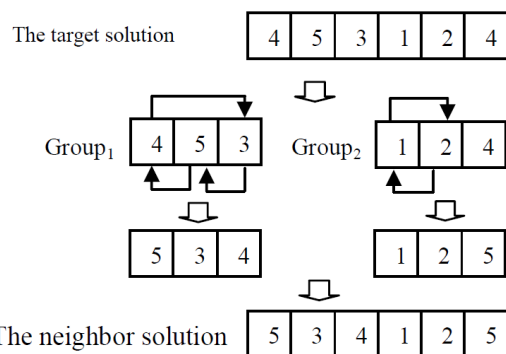 The target solution 4 5 3 1 2 4
Group1 4 5 3 Group2 1 2 4
5 3 4 1 2 5
The neighbor solution 5 3 4 1 2 5